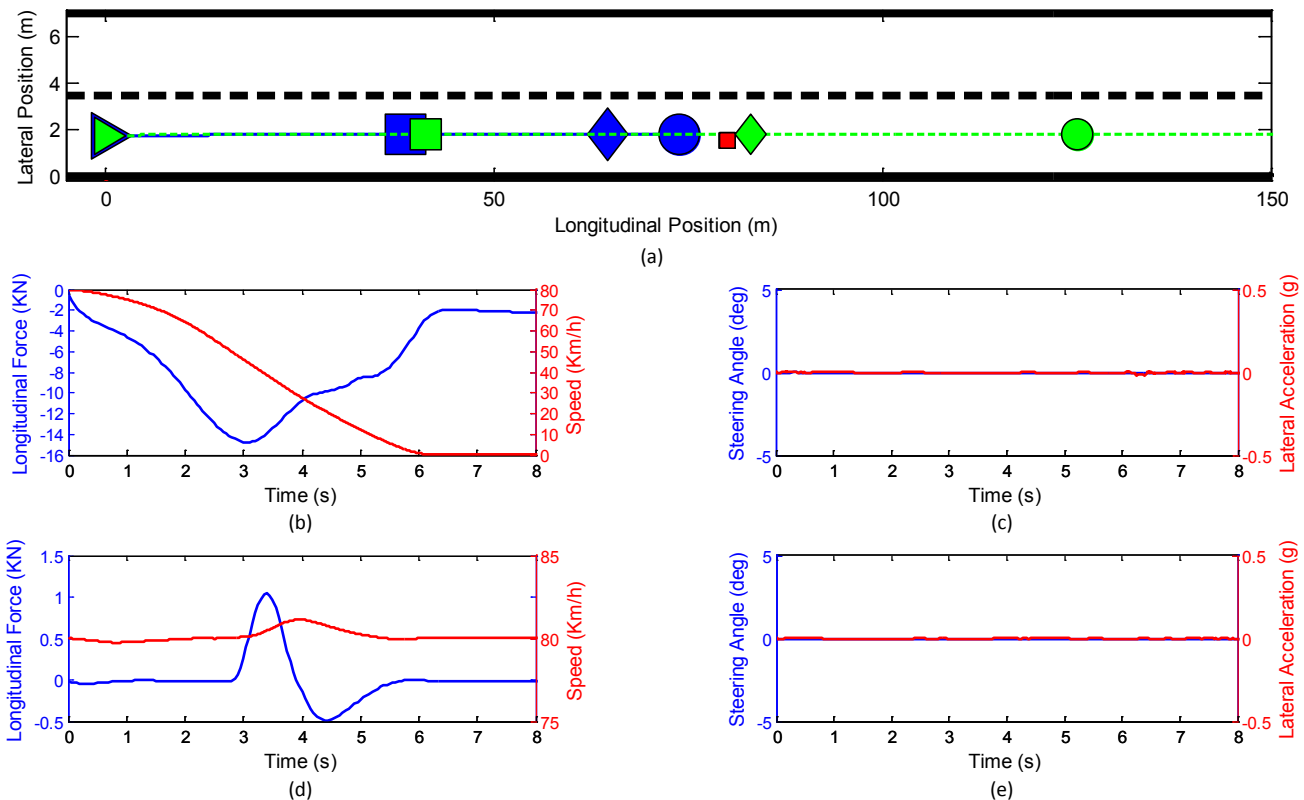 Lateral Position (m)
6
4
2
0
0 50 100 150
Longitudinal Position (m)
(a)
Longitudinal Force (KN)
0
-2
-4
-6
-8
-10
-12
-14
-16
80
70
60
50
40
30
20
10
0
Speed (Km/h)
0 1 2 3 4 5 6 7 8
Time (s)
(b)
Steering Angle (deg)
5
0
-5
0.5
0
-0.5
Lateral Acceleration (g)
0 1 2 3 4 5 6 7 8
Time (s)
(c)
Longitudinal Force (KN)
1.5
1
0.5
0
-0.5
85
80
75
Speed (Km/h)
0 1 2 3 4 5 6 7 8
Time (s)
(d)
Steering Angle (deg)
5
0
-5
0.5
0
-0.5
Lateral Acceleration (g)
0 1 2 3 4 5 6 7 8
Time (s)
(e)